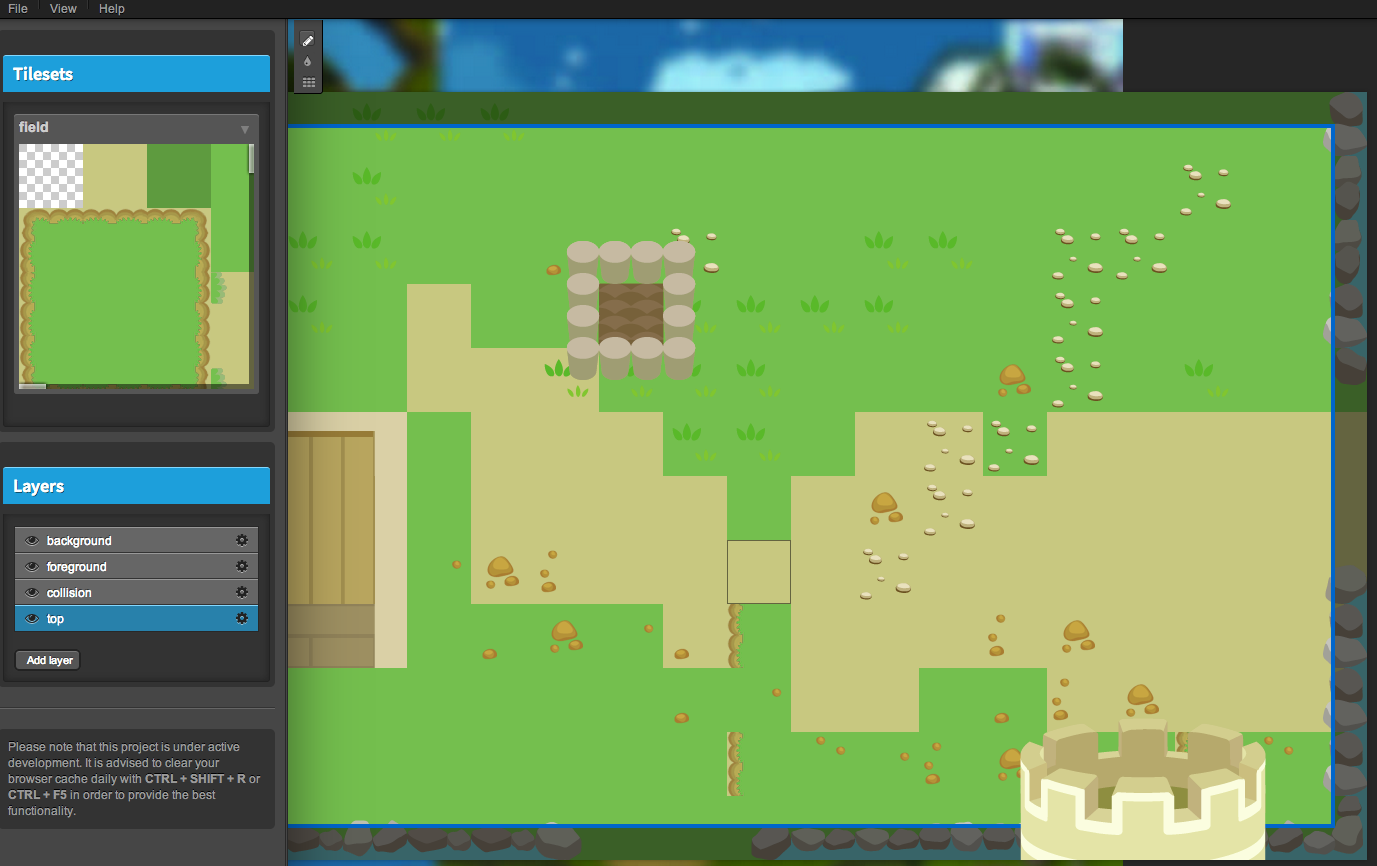 File View Help
Tilesets
field
Layers
background
foreground
collision
top
Add layer
Please note that this project is under active
development. It is advised to clear your
browser cache daily with CTRL + SHIFT + R or
CTRL + F5 in order to provide the best
functionality.